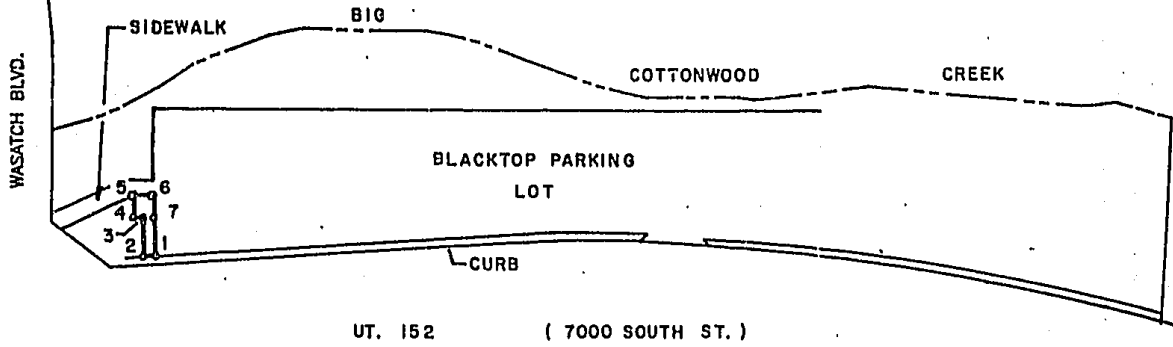 BIG
SIDEWALK
WASATCH BLVD.
COTTONWOOD
CREEK
BLACKTOP PARKING
LOT
5 6
4 7
3
2 1
CURB
UT. 152 ( 7000 SOUTH ST. )